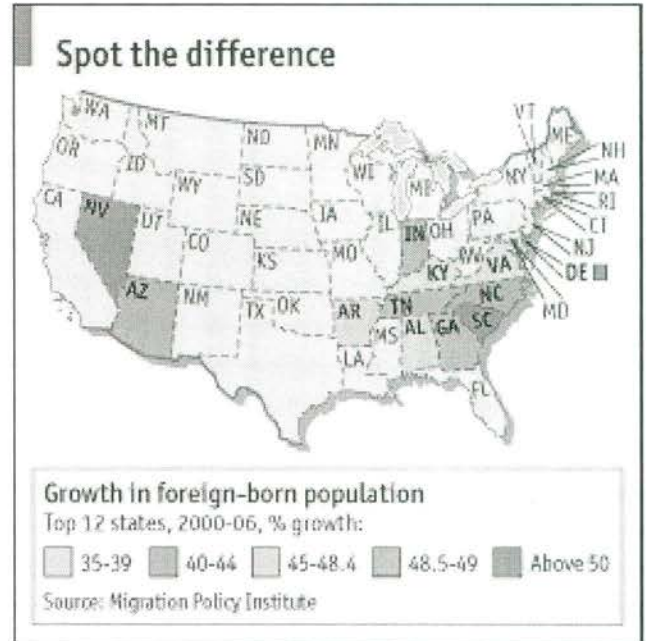 Spot the difference
WA
MT
ND
MN
VT
ME
OR
ID
WY
SD
WI
MI
NY
NH
MA
RI
CT
NJ
DE
MD
CA
NV
UT
CO
NE
KS
IA
MO
IL
IN
OH
PA
KY
VA
AZ
NM
TX
OK
AR
TN
NC
SC
MS
AL
GA
LA
FL
Growth in foreign-born population
Top 12 states, 2000-06, % growth:
35-39 40-44 45-48.4 48.5-49 Above 50
Source: Migration Policy Institute